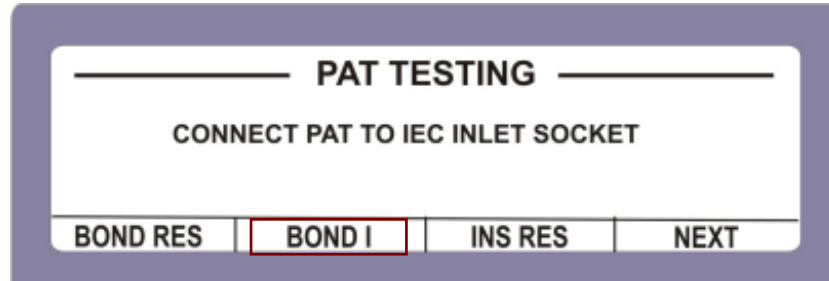 PAT TESTING
CONNECT PAT TO IEC INLET SOCKET
BOND RES BOND I INS RES NEXT